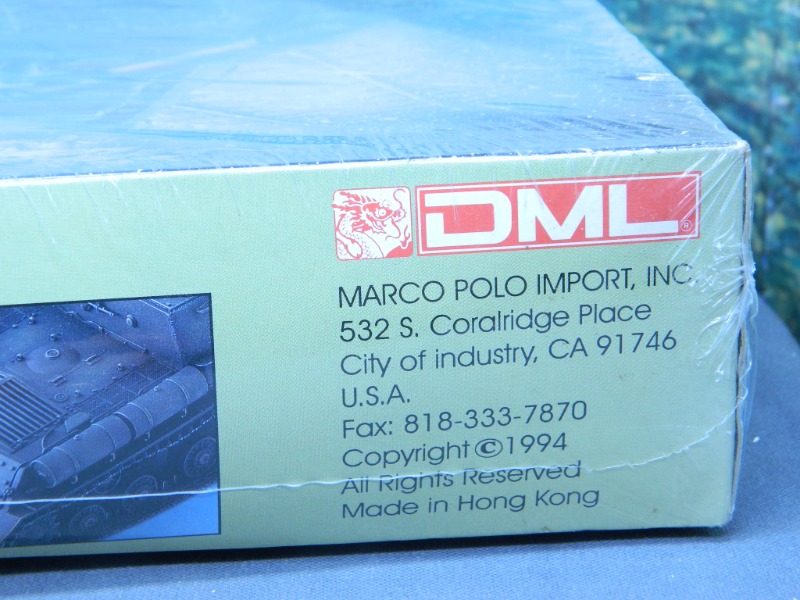 DML®
MARCO POLO IMPORT, INC.
532 S. Coralridge Place
City of industry, CA 91746
U.S.A.
Fax: 818-333-7870
Copyright ©1994
All Rights Reserved
Made in Hong Kong